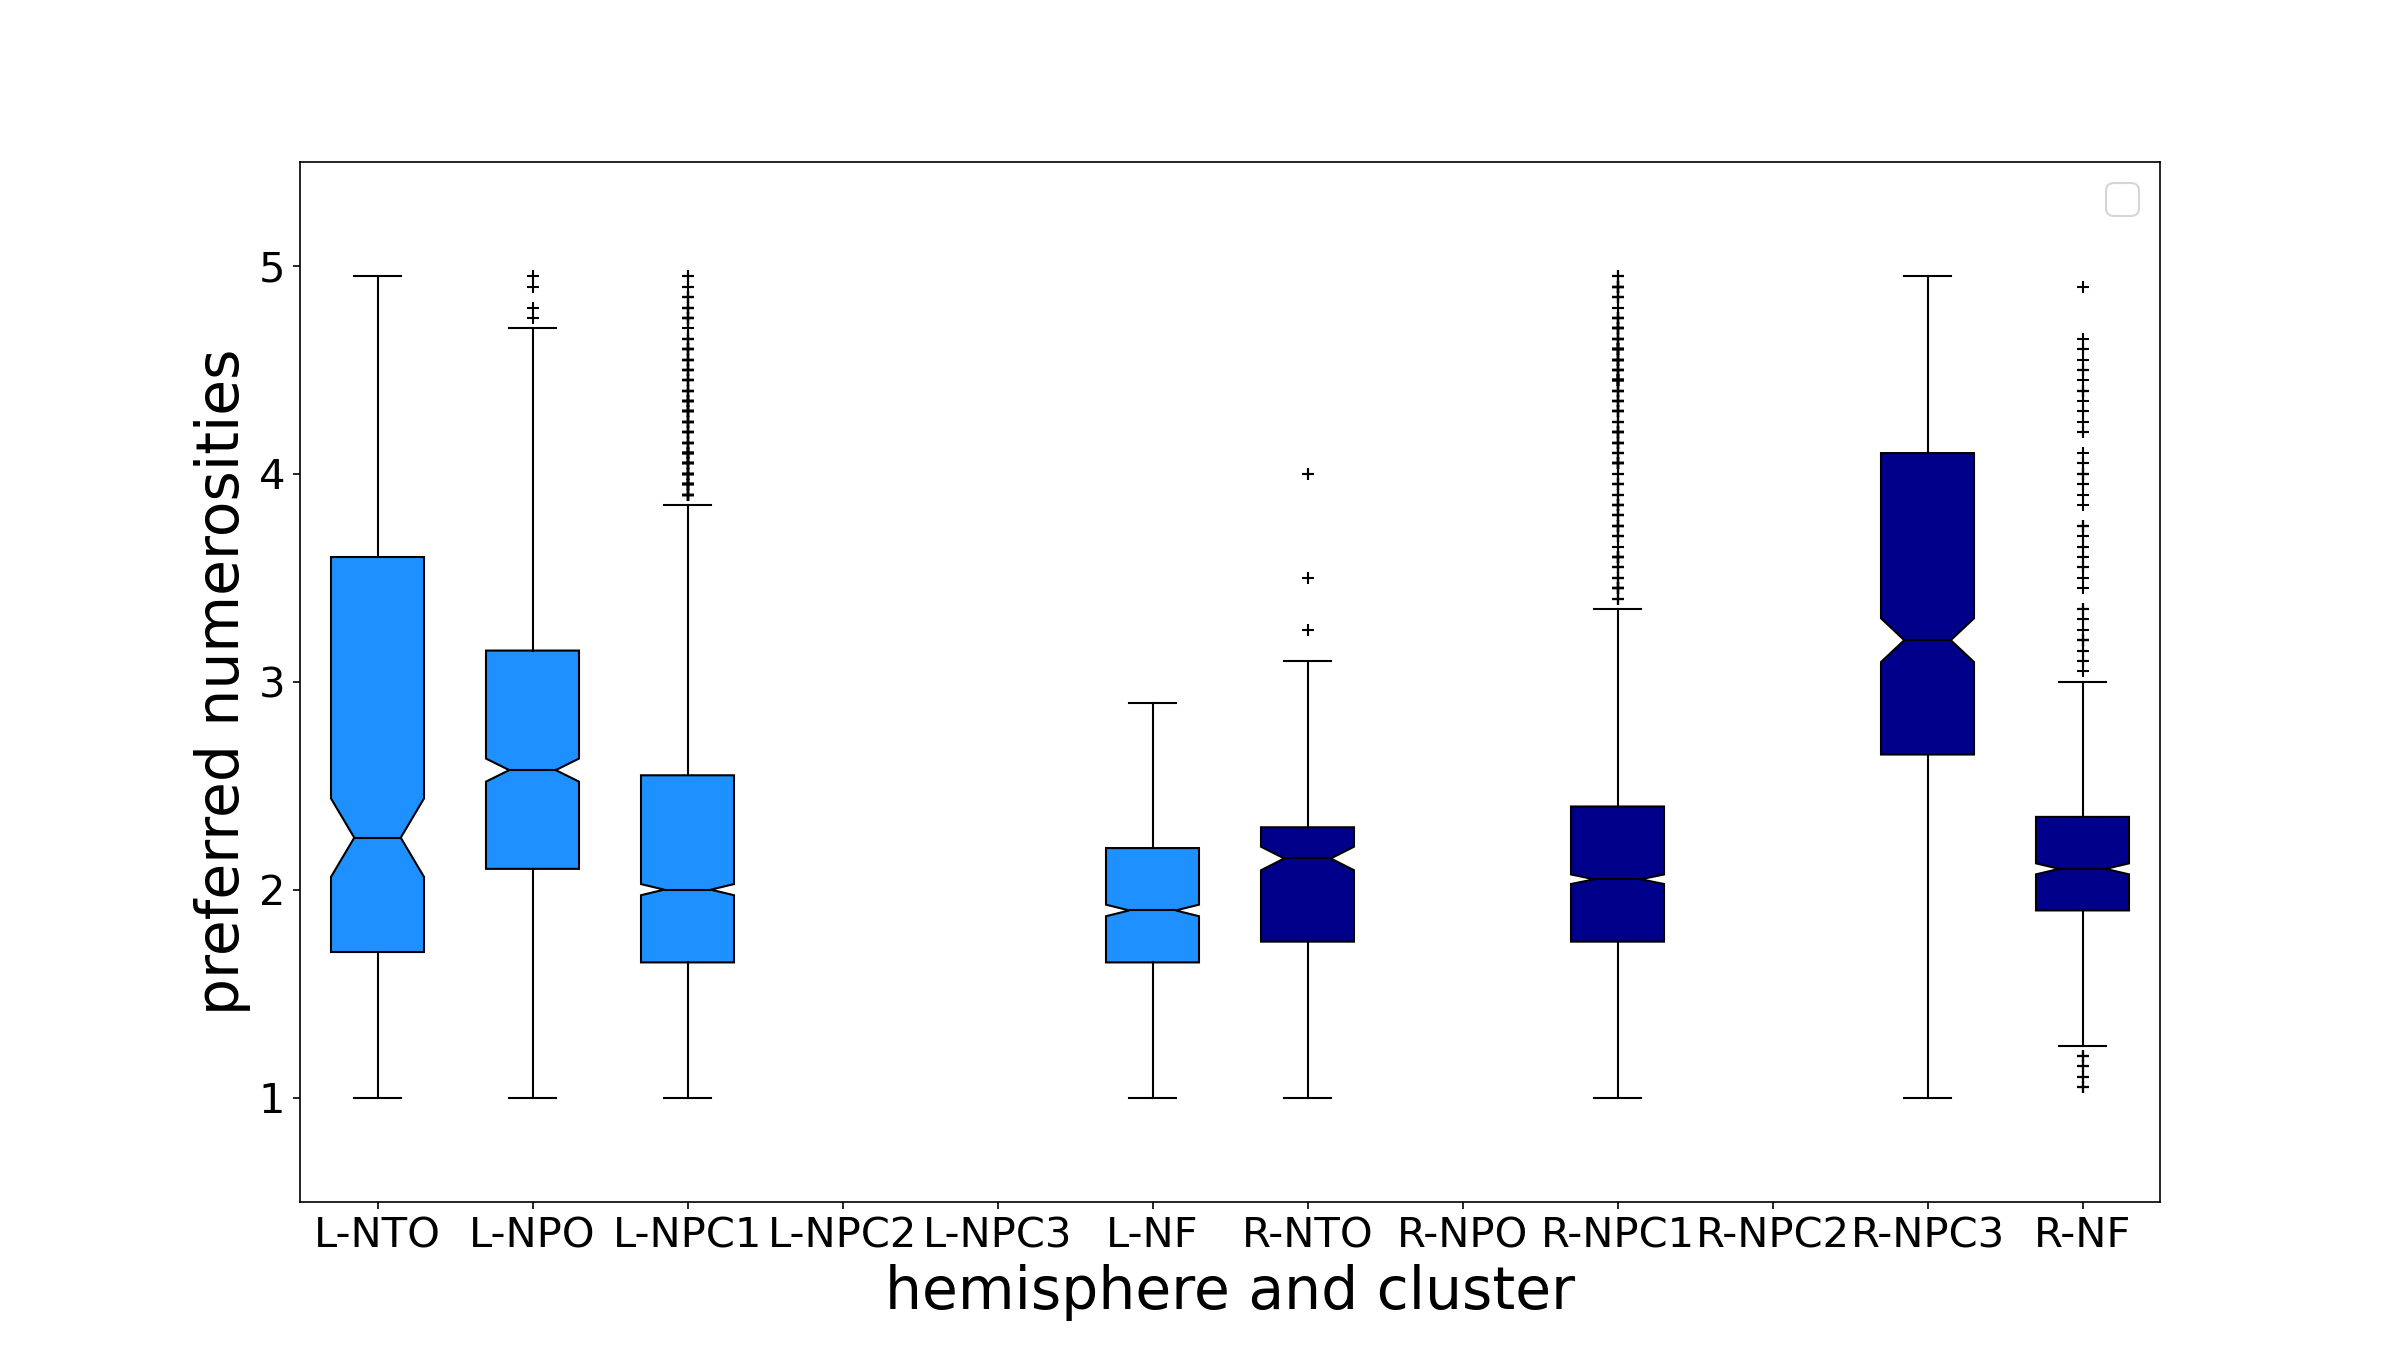 preferred numerosities
5
4
3
2
1
L-NTO L-NPO L-NPC1 L-NPC2 L-NPC3 L-NF R-NTO R-NPO R-NPC1 R-NPC2 R-NPC3 R-NF
hemisphere and cluster